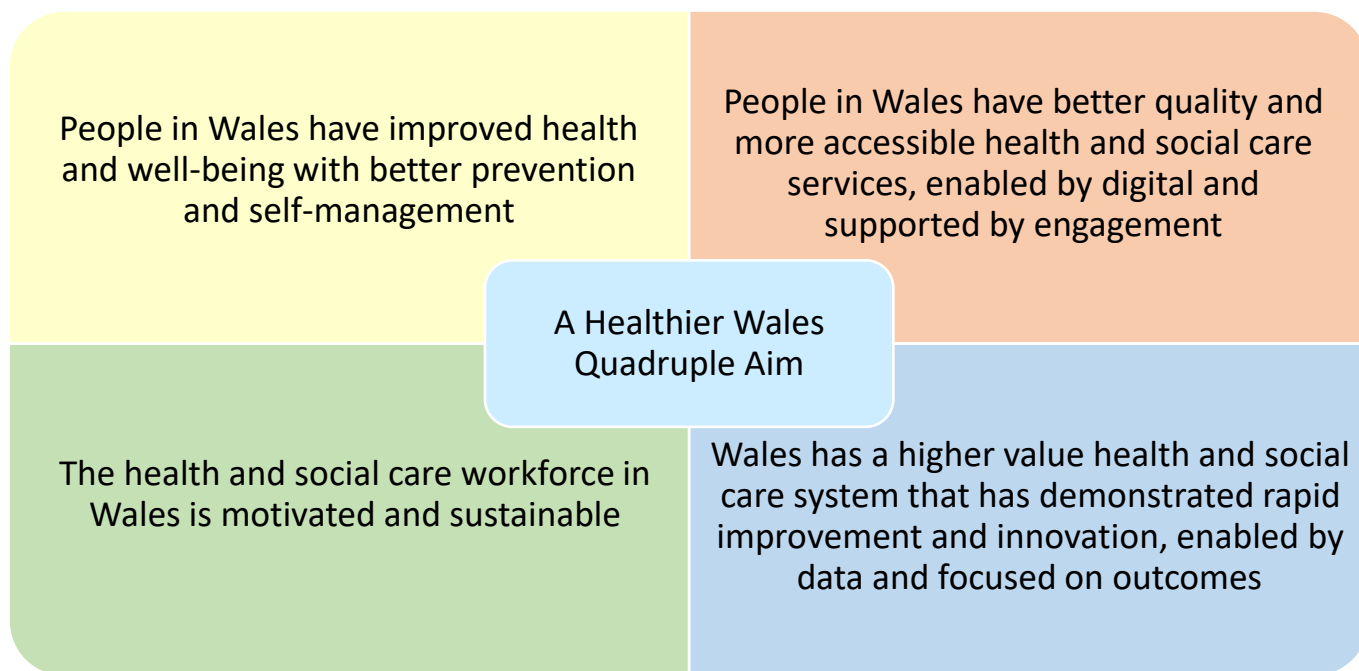 People in Wales have improved health
and well-being with better prevention
and self-management
People in Wales have better quality and
more accessible health and social care
services, enabled by digital and
supported by engagement
A Healthier Wales
Quadruple Aim
The health and social care workforce in
Wales is motivated and sustainable
Wales has a higher value health and social
care system that has demonstrated rapid
improvement and innovation, enabled by
data and focused on outcomes